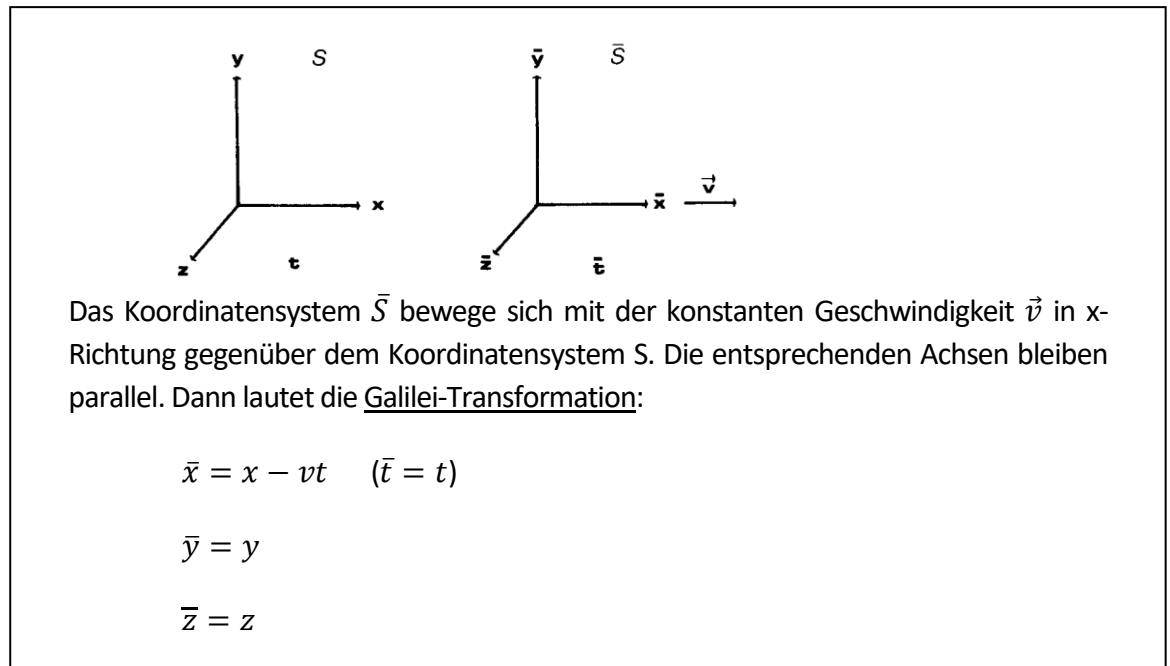 y S ȳ S̄
x x̄ v⃗
z t z̄ t̄
Das Koordinatensystem S̄ bewege sich mit der konstanten Geschwindigkeit v⃗ in x-
Richtung gegenüber dem Koordinatensystem S. Die entsprechenden Achsen bleiben
parallel. Dann lautet die Galilei-Transformation:
x̄ = x − vt (t̄ = t)
ȳ = y
z̄ = z